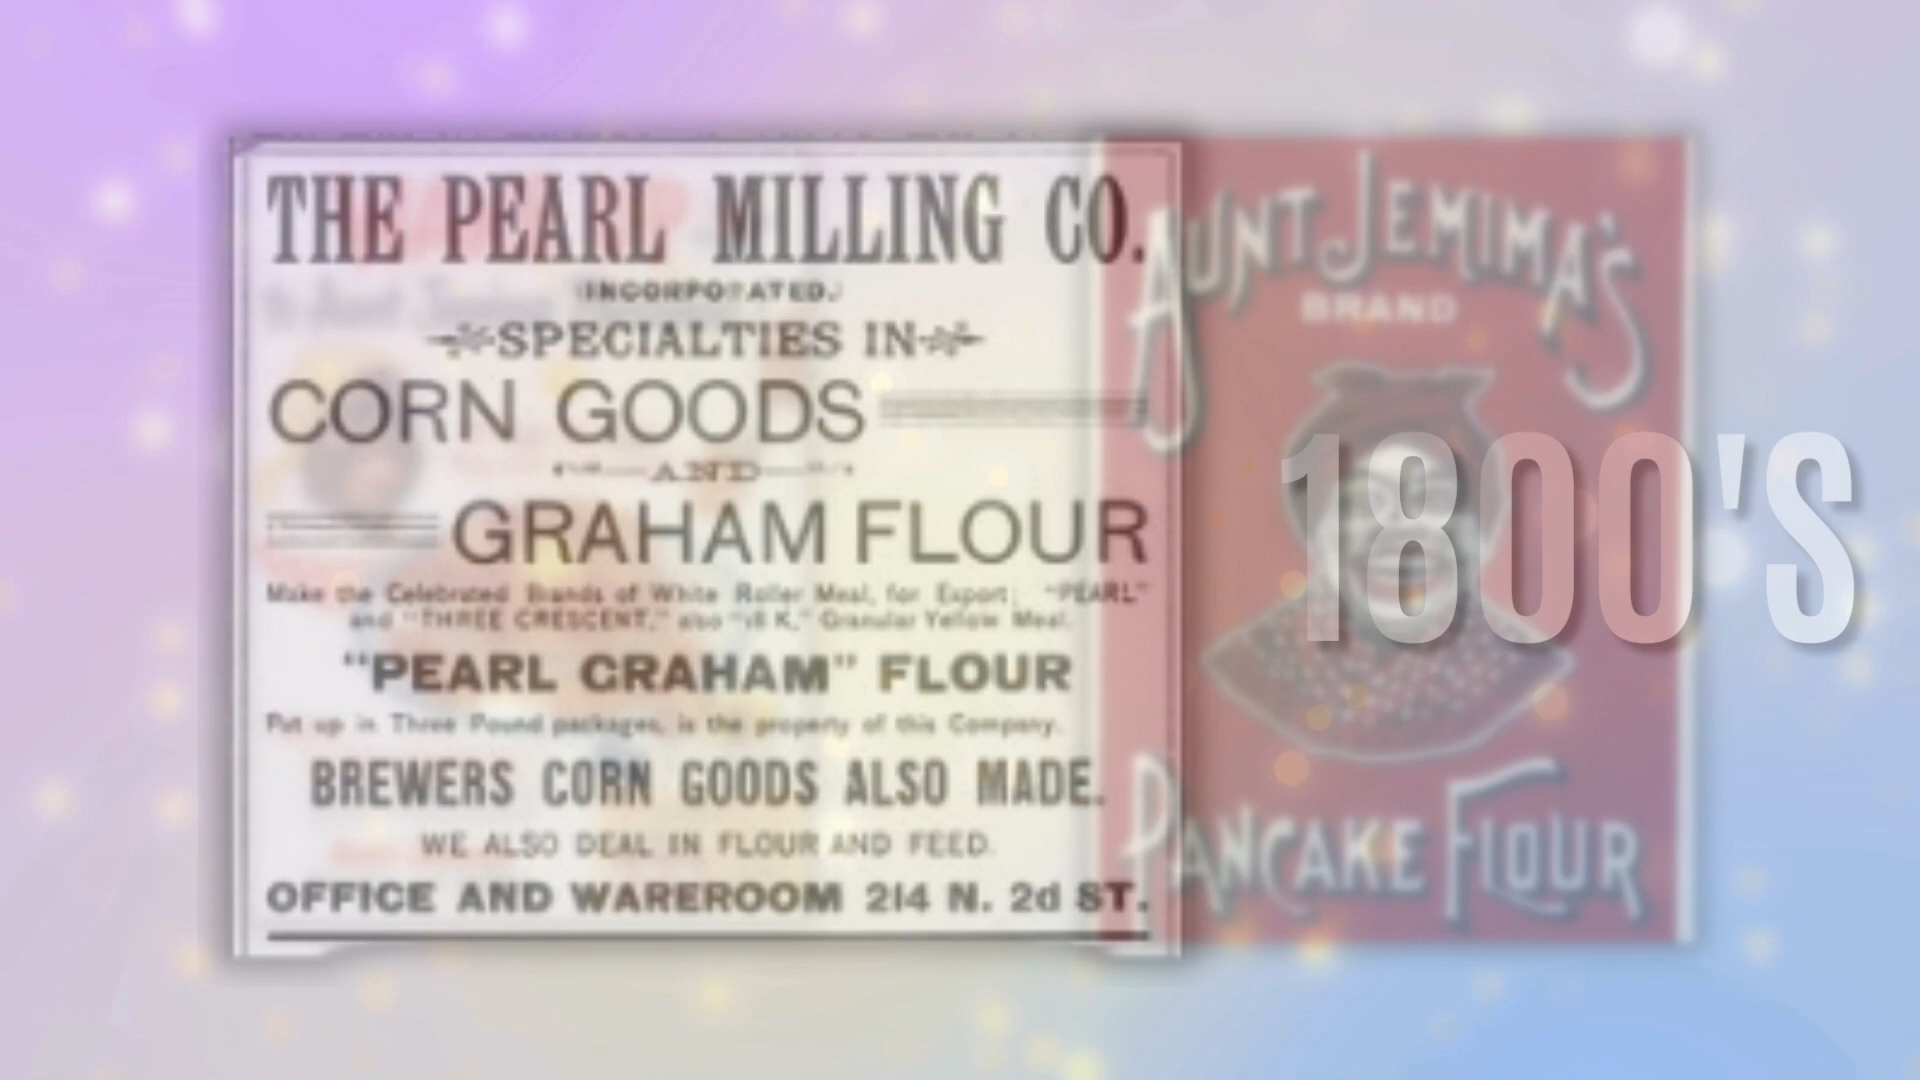 THE PEARL MILLING CO.
(INCORPORATED.)
SPECIALTIES IN
CORN GOODS
AND
GRAHAM FLOUR
Make the Celebrated Brands of White Roller Meal, for Export; "PEARL"
and "THREE CRESCENT," also "18 K," Granular Yellow Meal.
"PEARL GRAHAM" FLOUR
Put up in Three Pound packages, is the property of this Company.
BREWERS CORN GOODS ALSO MADE.
WE ALSO DEAL IN FLOUR AND FEED.
OFFICE AND WAREROOM 214 N. 2d ST.
AUNT JEMIMA'S
BRAND
PANCAKE FLOUR
1800'S